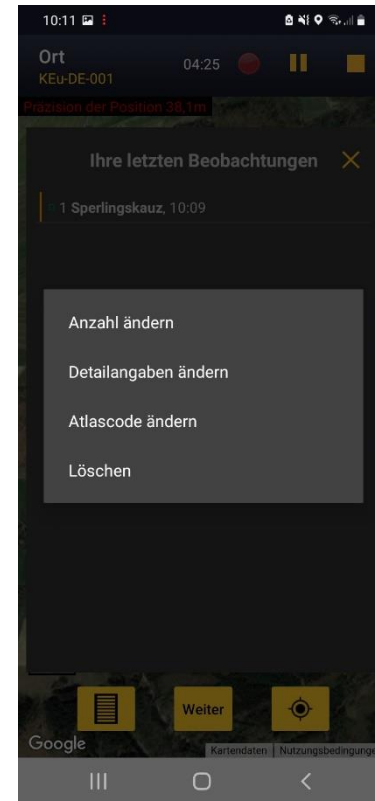 10:11
Ort
KEu-DE-001
04:25
Präzision der Position 38,1m
Ihre letzten Beobachtungen
1 Sperlingskauz, 10:09
Anzahl ändern
Detailangaben ändern
Atlascode ändern
Löschen
Weiter
Google
Kartendaten
Nutzungsbedingunge